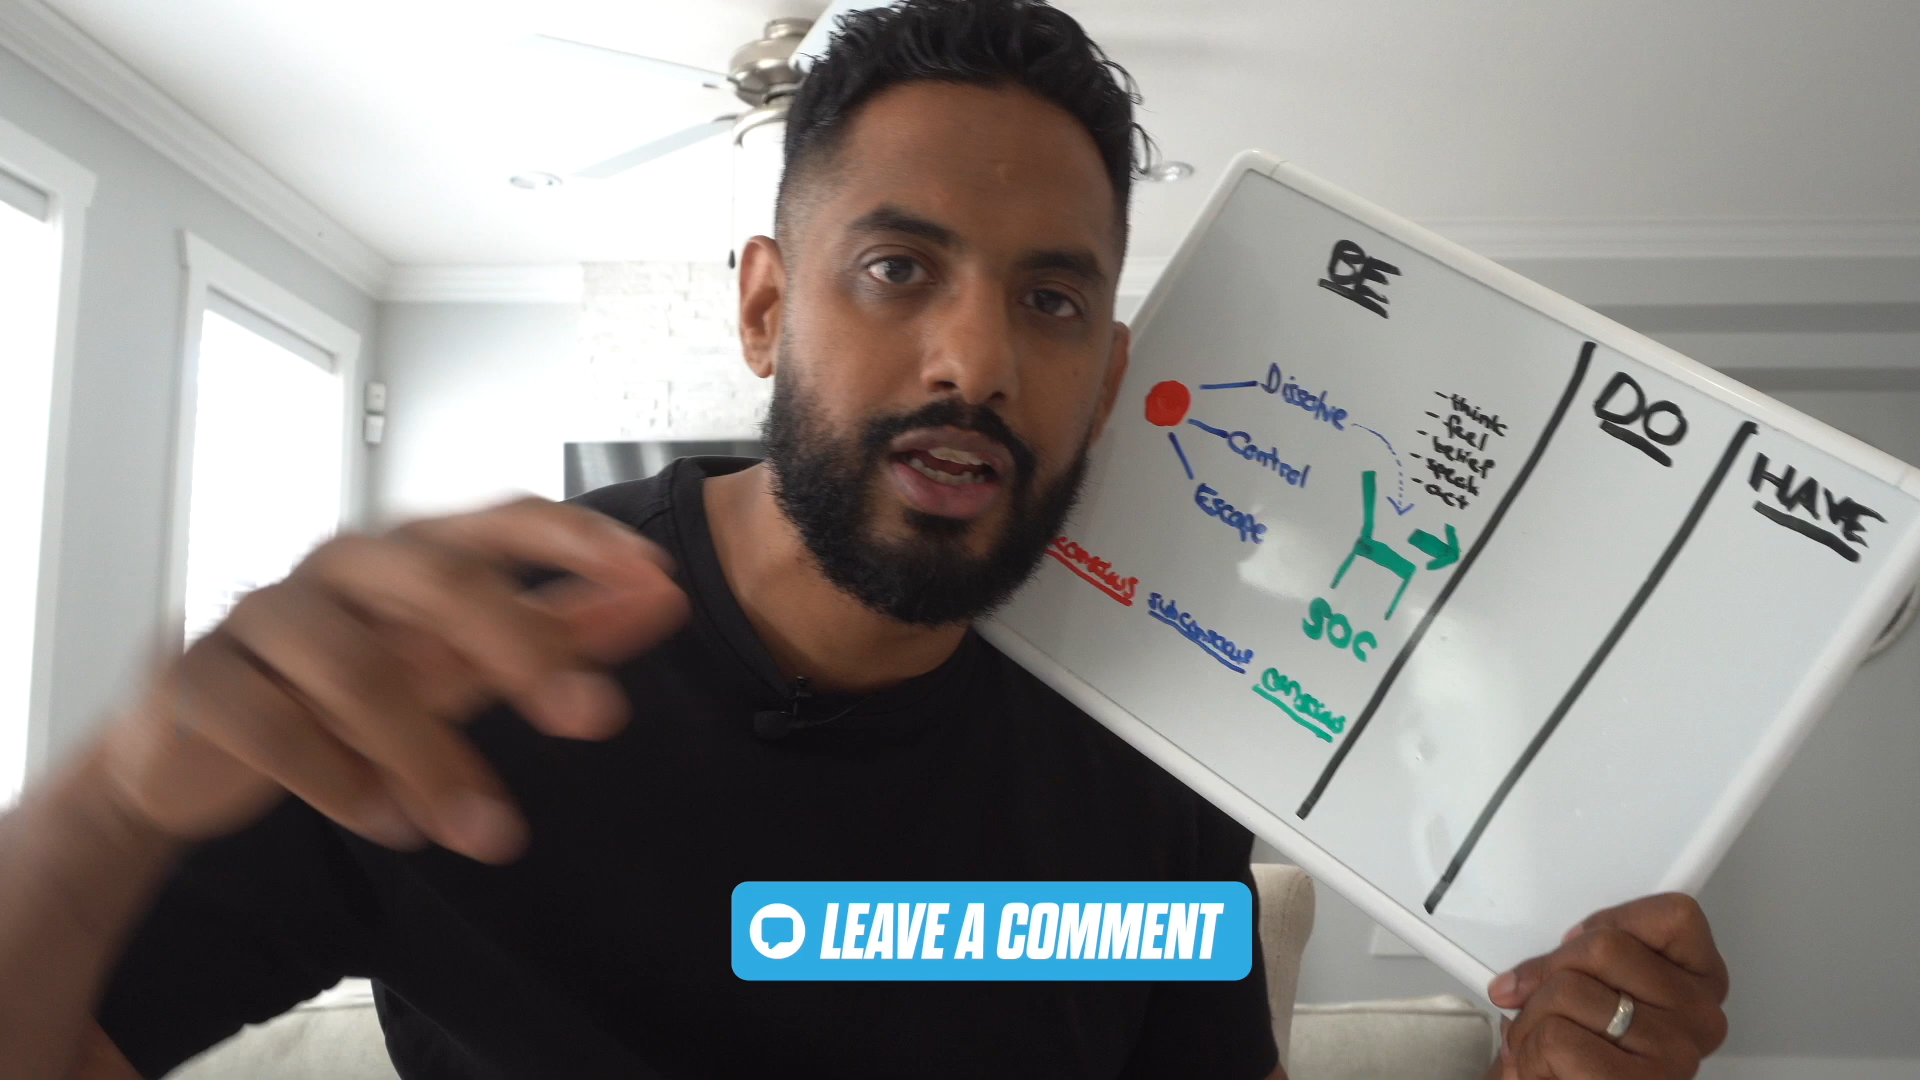 BE
Dissolve
Control
Escape
- think
- feel
- belief
- speak
- act
SOC
subconscious
conscious
DO
HAVE
LEAVE A COMMENT